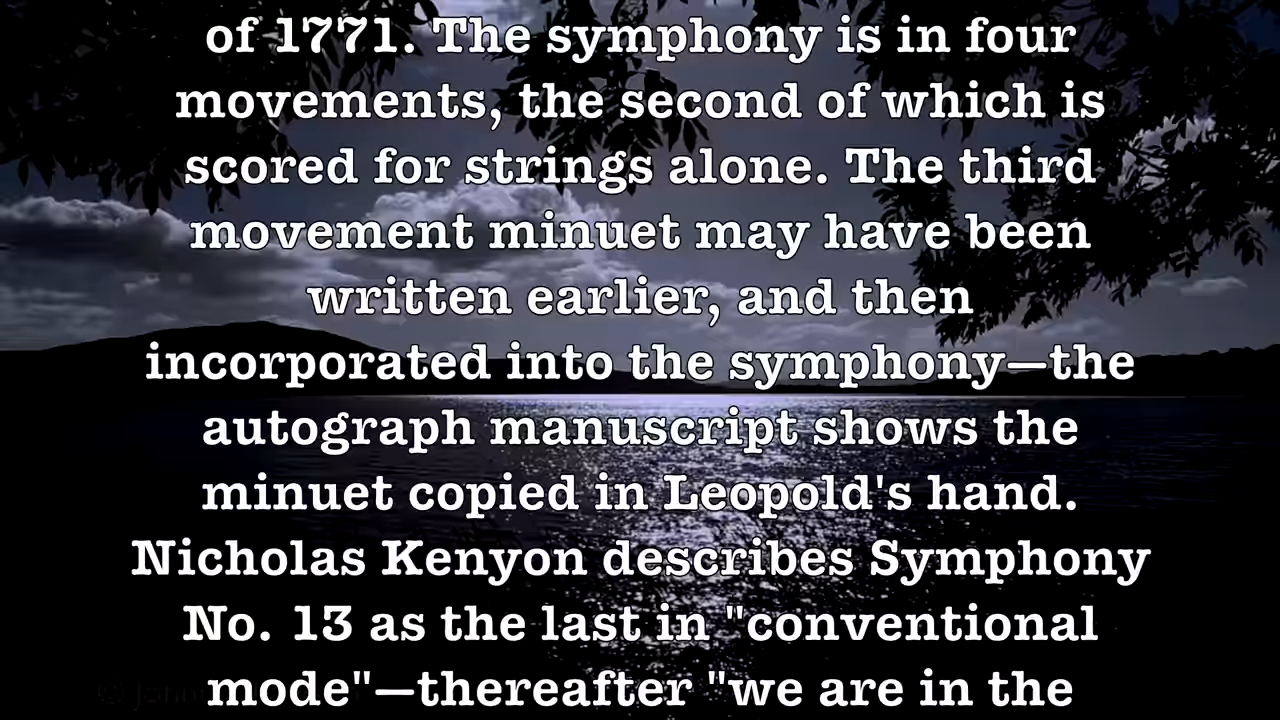 of 1771. The symphony is in four
movements, the second of which is
scored for strings alone. The third
movement minuet may have been
written earlier, and then
incorporated into the symphony—the
autograph manuscript shows the
minuet copied in Leopold's hand.
Nicholas Kenyon describes Symphony
No. 13 as the last in "conventional
mode"—thereafter "we are in the